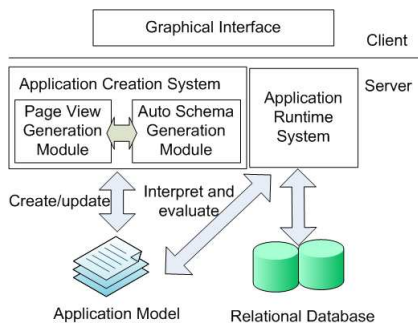 Graphical Interface
Client
Server
Application Creation System
Page View
Generation
Module
Auto Schema
Generation
Module
Application
Runtime
System
Create/update
Interpret and
evaluate
Application Model
Relational Database